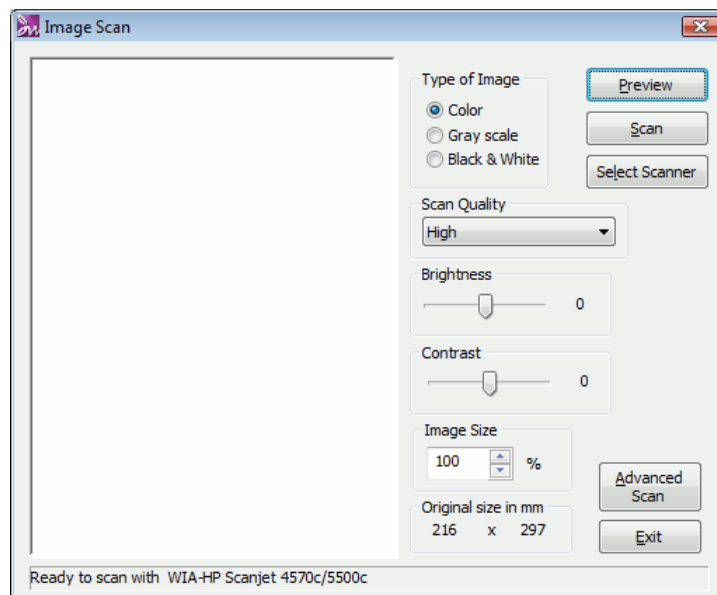 Image Scan
Type of Image
Color
Gray scale
Black & White
Preview
Scan
Select Scanner
Scan Quality
High
Brightness
0
Contrast
0
Image Size
100 %
Original size in mm
216 x 297
Advanced
Scan
Exit
Ready to scan with WIA-HP Scanjet 4570c/5500c